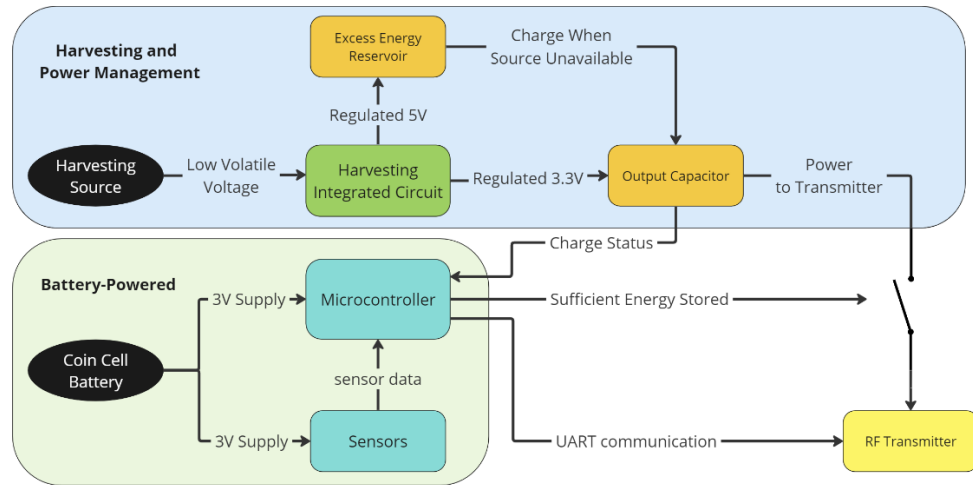 Harvesting and
Power Management
Excess Energy
Reservoir
Charge When
Source Unavailable
Regulated 5V
Harvesting
Source
Low Volatile
Voltage
Harvesting
Integrated Circuit
Regulated 3.3V
Output Capacitor
Power
to Transmitter
Charge Status
Battery-Powered
3V Supply
Microcontroller
Sufficient Energy Stored
Coin Cell
Battery
sensor data
3V Supply
Sensors
UART communication
RF Transmitter